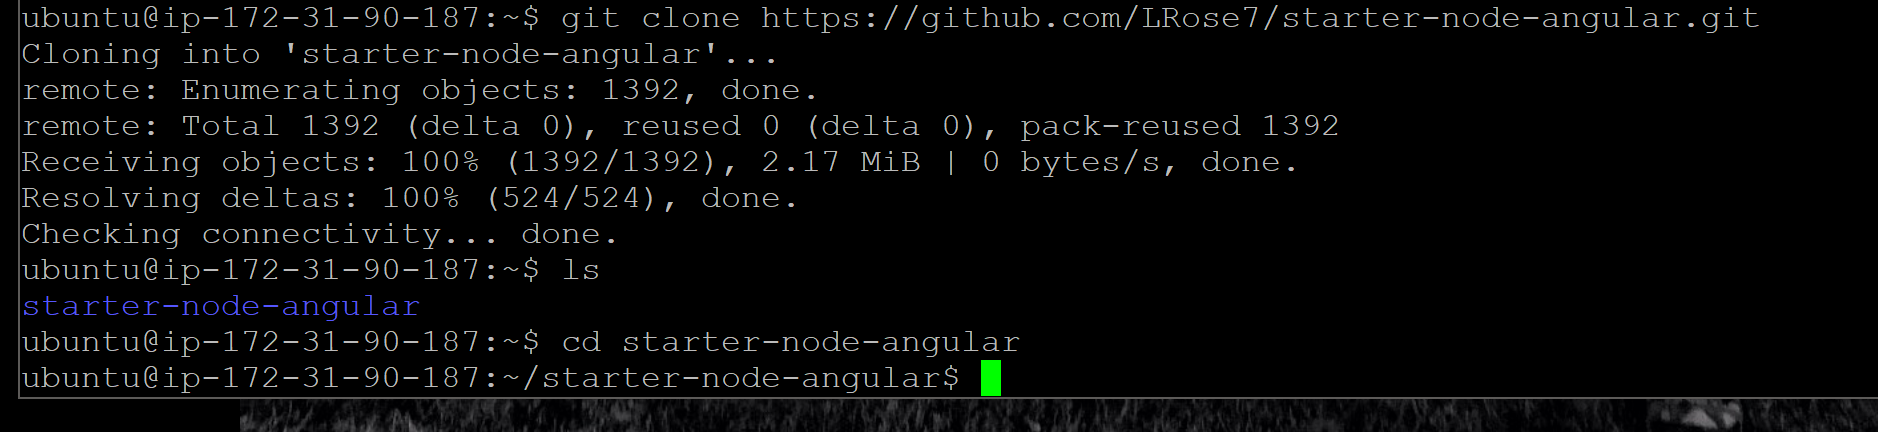 ubuntu@ip-172-31-90-187:~$ git clone https://github.com/LRose7/starter-node-angular.git
Cloning into 'starter-node-angular'...
remote: Enumerating objects: 1392, done.
remote: Total 1392 (delta 0), reused 0 (delta 0), pack-reused 1392
Receiving objects: 100% (1392/1392), 2.17 MiB | 0 bytes/s, done.
Resolving deltas: 100% (524/524), done.
Checking connectivity... done.
ubuntu@ip-172-31-90-187:~$ ls
starter-node-angular
ubuntu@ip-172-31-90-187:~$ cd starter-node-angular
ubuntu@ip-172-31-90-187:~/starter-node-angular$